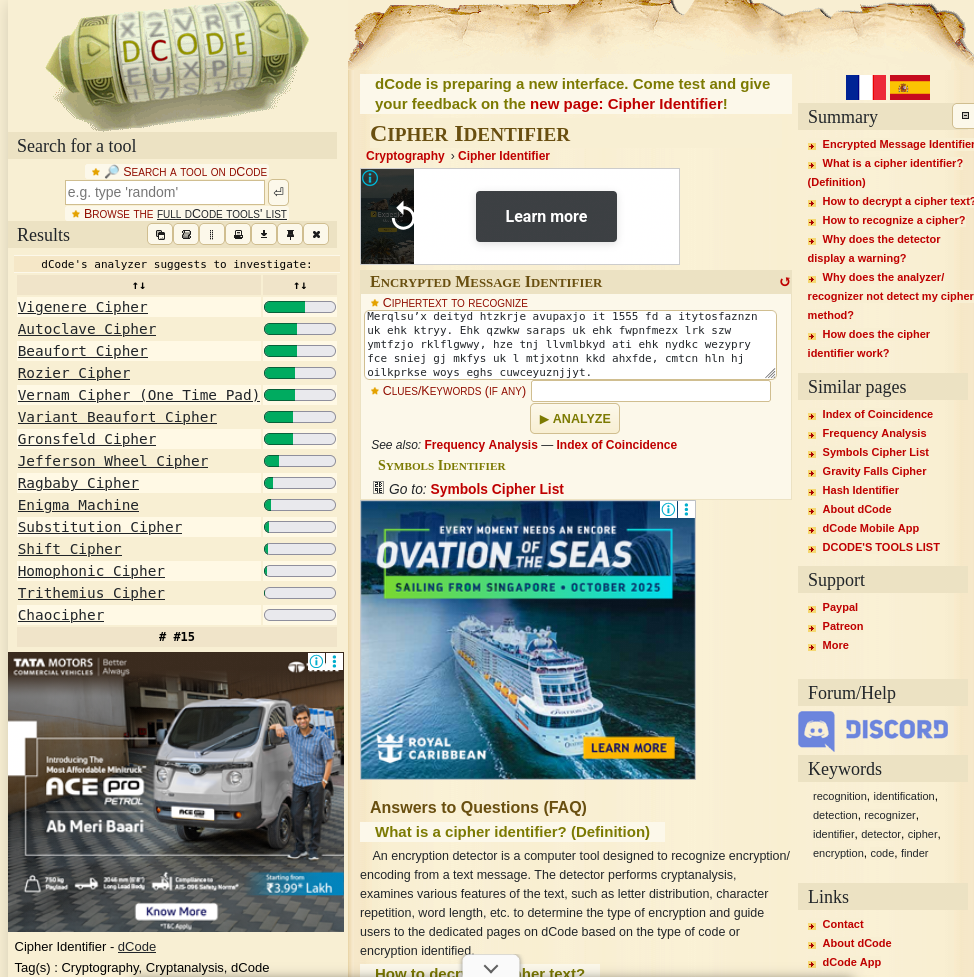 DCODE
Search for a tool
★ 🔎 Search a tool on dCode
e.g. type 'random'
★ Browse the full dCode tools' list
Results
dCode's analyzer suggests to investigate:
↑↓ ↑↓
Vigenere Cipher
Autoclave Cipher
Beaufort Cipher
Rozier Cipher
Vernam Cipher (One Time Pad)
Variant Beaufort Cipher
Gronsfeld Cipher
Jefferson Wheel Cipher
Ragbaby Cipher
Enigma Machine
Substitution Cipher
Shift Cipher
Homophonic Cipher
Trithemius Cipher
Chaocipher
# #15
TATA MOTORS
COMMERCIAL VEHICLES
Better
Always
Introducing The
Most Affordable Minitruck™
ACE pro
PETROL
Ab Meri Baari
750 kg
Payload
Long Load Body
Compliance to
AIS-096 Safety Norms*
Starting from
₹3.99* Lakh
Know More
*T&C Apply
Cipher Identifier - dCode
Tag(s) : Cryptography, Cryptanalysis, dCode
dCode is preparing a new interface. Come test and give
your feedback on the new page: Cipher Identifier!
Cipher Identifier
Cryptography › Cipher Identifier
Learn more
Encrypted Message Identifier
★ Ciphertext to recognize
Merqlsu’x deityd htzkrje avupaxjo it 1555 fd a itytosfaznzn
uk ehk ktryy. Ehk qzwkw saraps uk ehk fwpnfmezx lrk szw
ymtfzjo rklflgwwy, hze tnj llvmlbkyd ati ehk nydkc wezypry
fce sniej gj mkfys uk l mtjxotnn kkd ahxfde, cmtcn hln hj
oilkprkse woys eghs cuwceyuznjjyt.
★ Clues/Keywords (if any)
▶ ANALYZE
See also: Frequency Analysis — Index of Coincidence
Symbols Identifier
Go to: Symbols Cipher List
EVERY MOMENT NEEDS AN ENCORE
OVATION OF THE SEAS
SAILING FROM SINGAPORE • OCTOBER 2025
ROYAL
CARIBBEAN
LEARN MORE
Answers to Questions (FAQ)
What is a cipher identifier? (Definition)
An encryption detector is a computer tool designed to recognize encryption/
encoding from a text message. The detector performs cryptanalysis,
examines various features of the text, such as letter distribution, character
repetition, word length, etc. to determine the type of encryption and guide
users to the dedicated pages on dCode based on the type of code or
encryption identified.
How to decr
her text?
Summary
Encrypted Message Identifier
What is a cipher identifier?
(Definition)
How to decrypt a cipher text?
How to recognize a cipher?
Why does the detector
display a warning?
Why does the analyzer/
recognizer not detect my cipher
method?
How does the cipher
identifier work?
Similar pages
Index of Coincidence
Frequency Analysis
Symbols Cipher List
Gravity Falls Cipher
Hash Identifier
About dCode
dCode Mobile App
DCODE'S TOOLS LIST
Support
Paypal
Patreon
More
Forum/Help
DISCORD
Keywords
recognition, identification,
detection, recognizer,
identifier, detector, cipher,
encryption, code, finder
Links
Contact
About dCode
dCode App